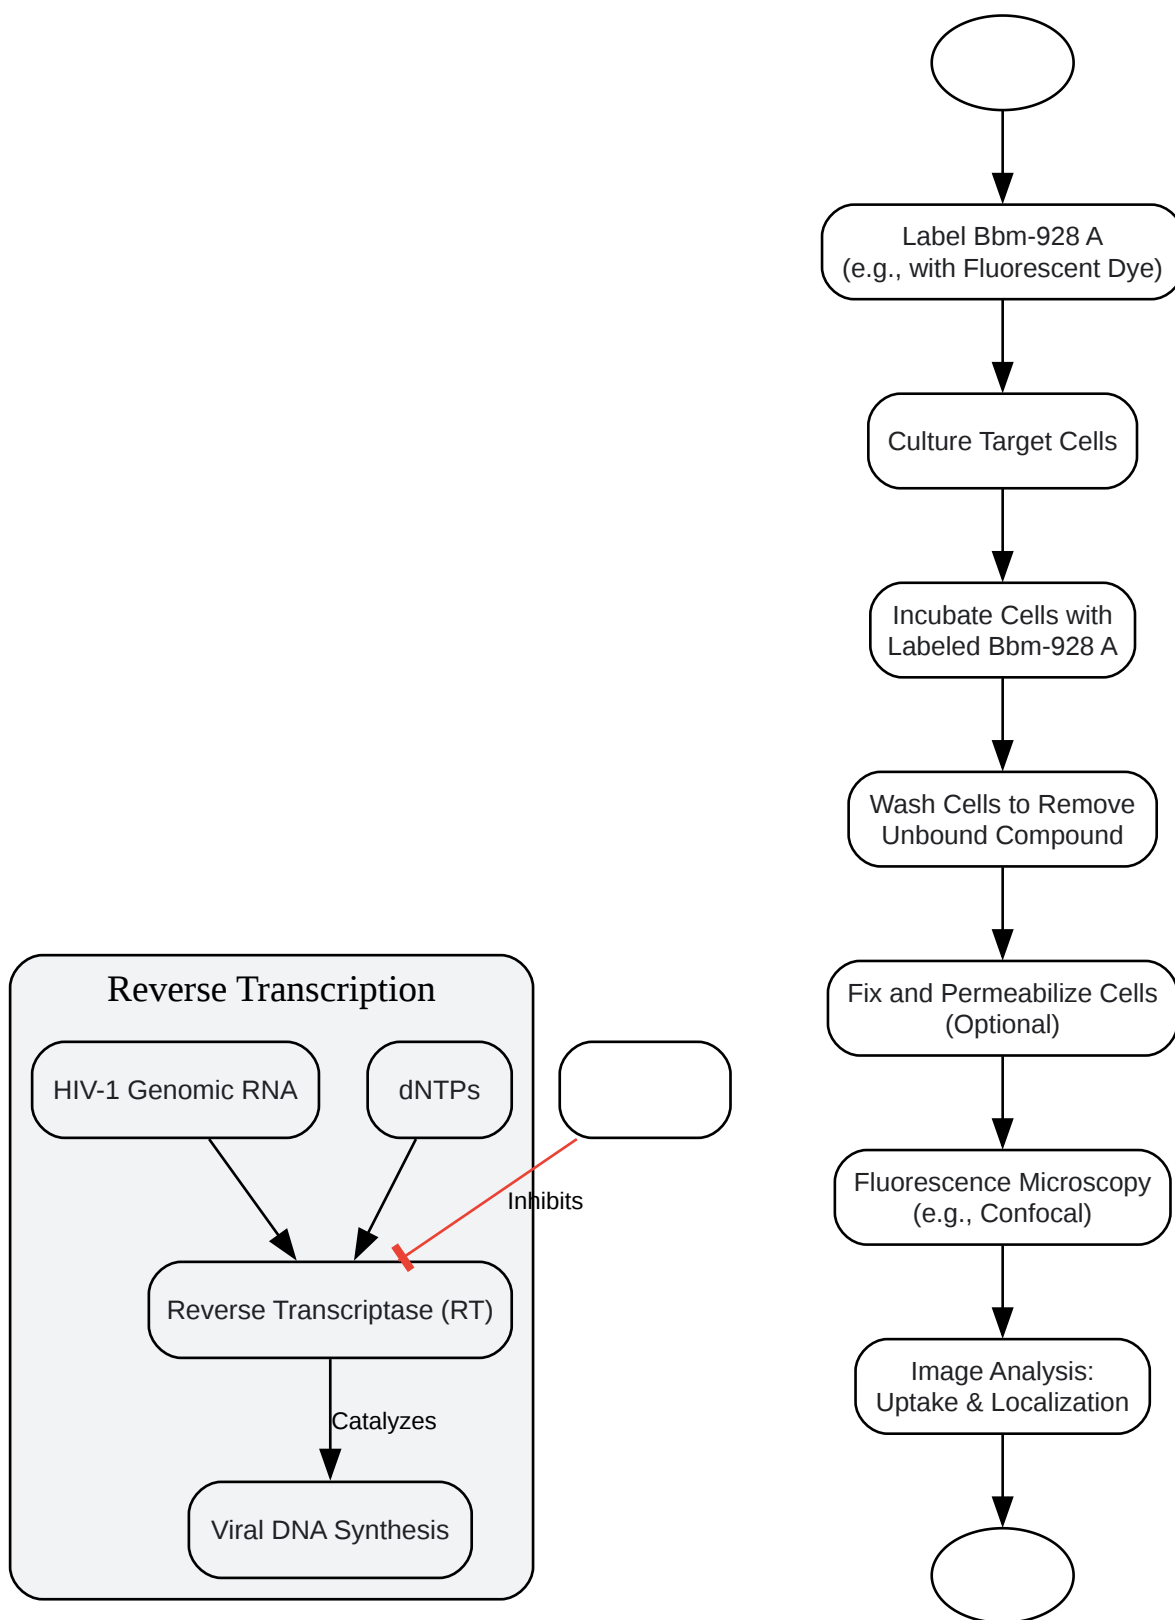 Label Bbm-928 A
(e.g., with Fluorescent Dye)
Culture Target Cells
Incubate Cells with
Labeled Bbm-928 A
Wash Cells to Remove
Unbound Compound
Fix and Permeabilize Cells
(Optional)
Fluorescence Microscopy
(e.g., Confocal)
Image Analysis:
Uptake & Localization
Reverse Transcription
HIV-1 Genomic RNA
dNTPs
Inhibits
Reverse Transcriptase (RT)
Catalyzes
Viral DNA Synthesis